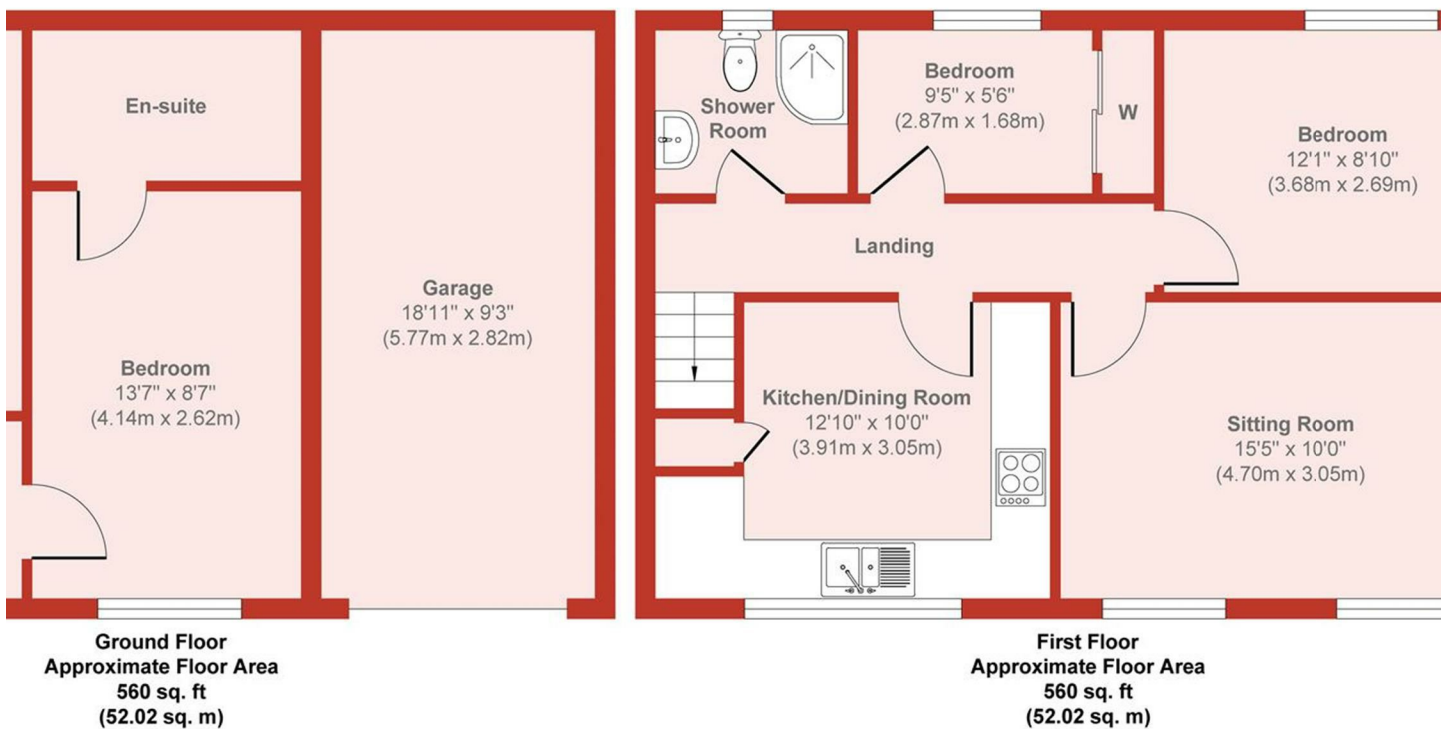 En-suite
Bedroom
13'7" x 8'7"
(4.14m x 2.62m)
Garage
18'11" x 9'3"
(5.77m x 2.82m)
Ground Floor
Approximate Floor Area
560 sq. ft
(52.02 sq. m)
Shower
Room
Bedroom
9'5" x 5'6"
(2.87m x 1.68m)
W
Bedroom
12'1" x 8'10"
(3.68m x 2.69m)
Landing
Kitchen/Dining Room
12'10" x 10'0"
(3.91m x 3.05m)
Sitting Room
15'5" x 10'0"
(4.70m x 3.05m)
First Floor
Approximate Floor Area
560 sq. ft
(52.02 sq. m)